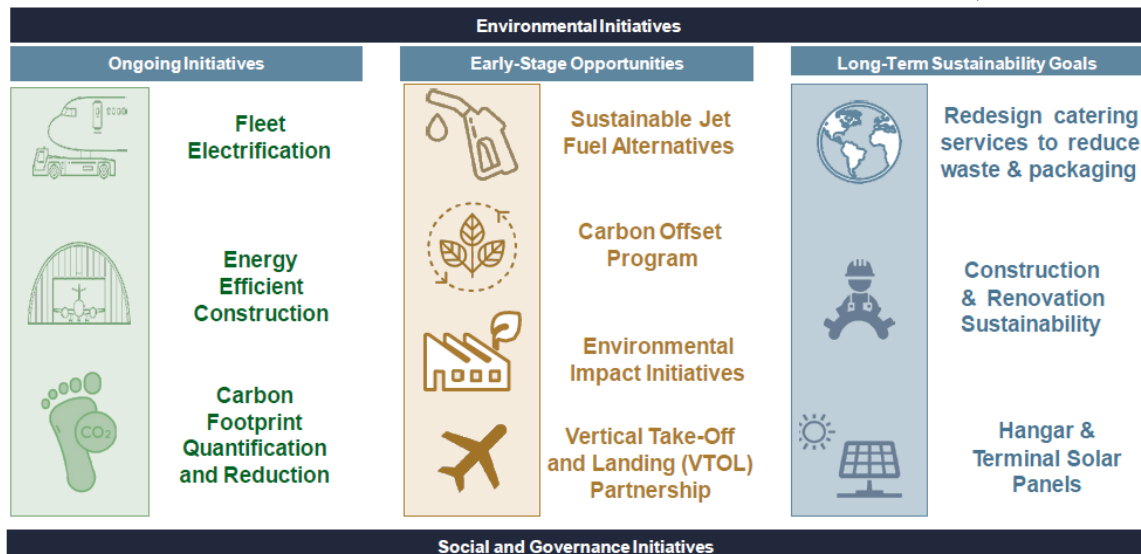 Environmental Initiatives
Ongoing Initiatives
Fleet
Electrification
Energy
Efficient
Construction
CO2
Carbon
Footprint
Quantification
and Reduction
Early-Stage Opportunities
Sustainable Jet
Fuel Alternatives
Carbon Offset
Program
Environmental
Impact Initiatives
Vertical Take-Off
and Landing (VTOL)
Partnership
Long-Term Sustainability Goals
Redesign catering
services to reduce
waste & packaging
Construction
& Renovation
Sustainability
Hangar &
Terminal Solar
Panels
Social and Governance Initiatives